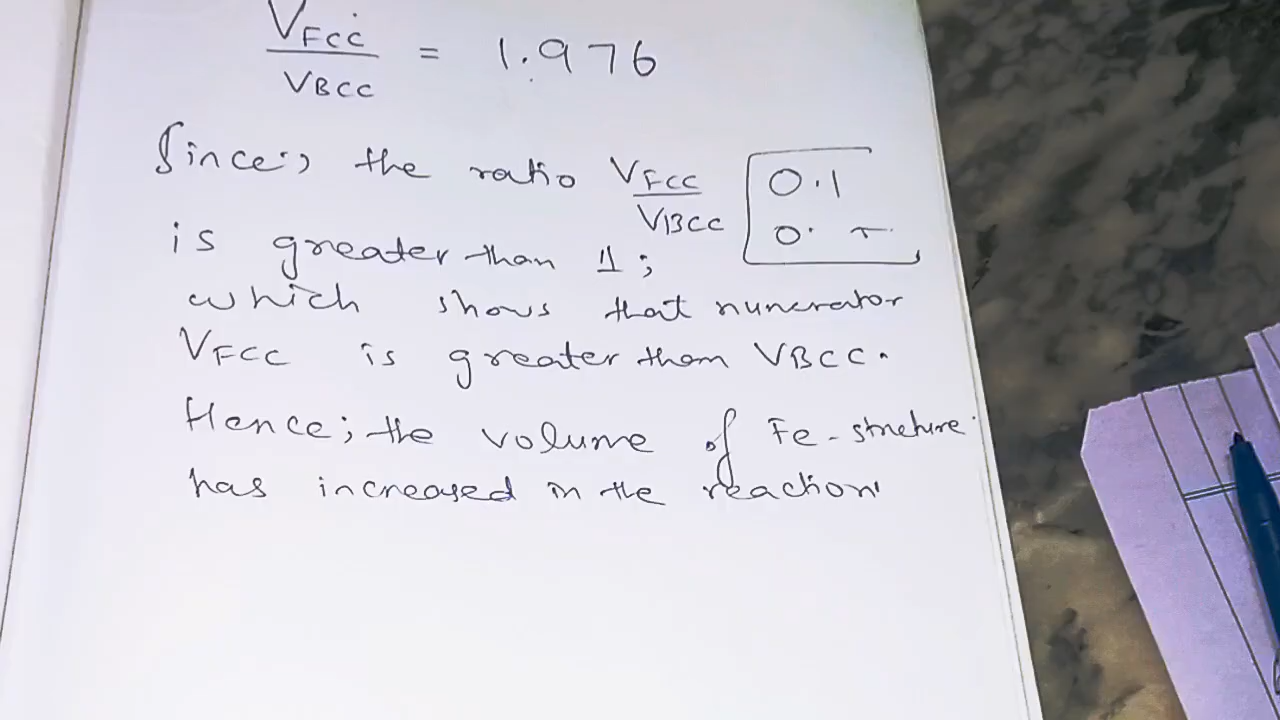 VFCC
VBCC = 1.976
Since, the ratio VFCC
VBCC
0.1
0.
is greater than 1;
which shows that numerator
VFCC is greater than VBCC.
Hence; the volume of Fe-structure
has increased in the reaction